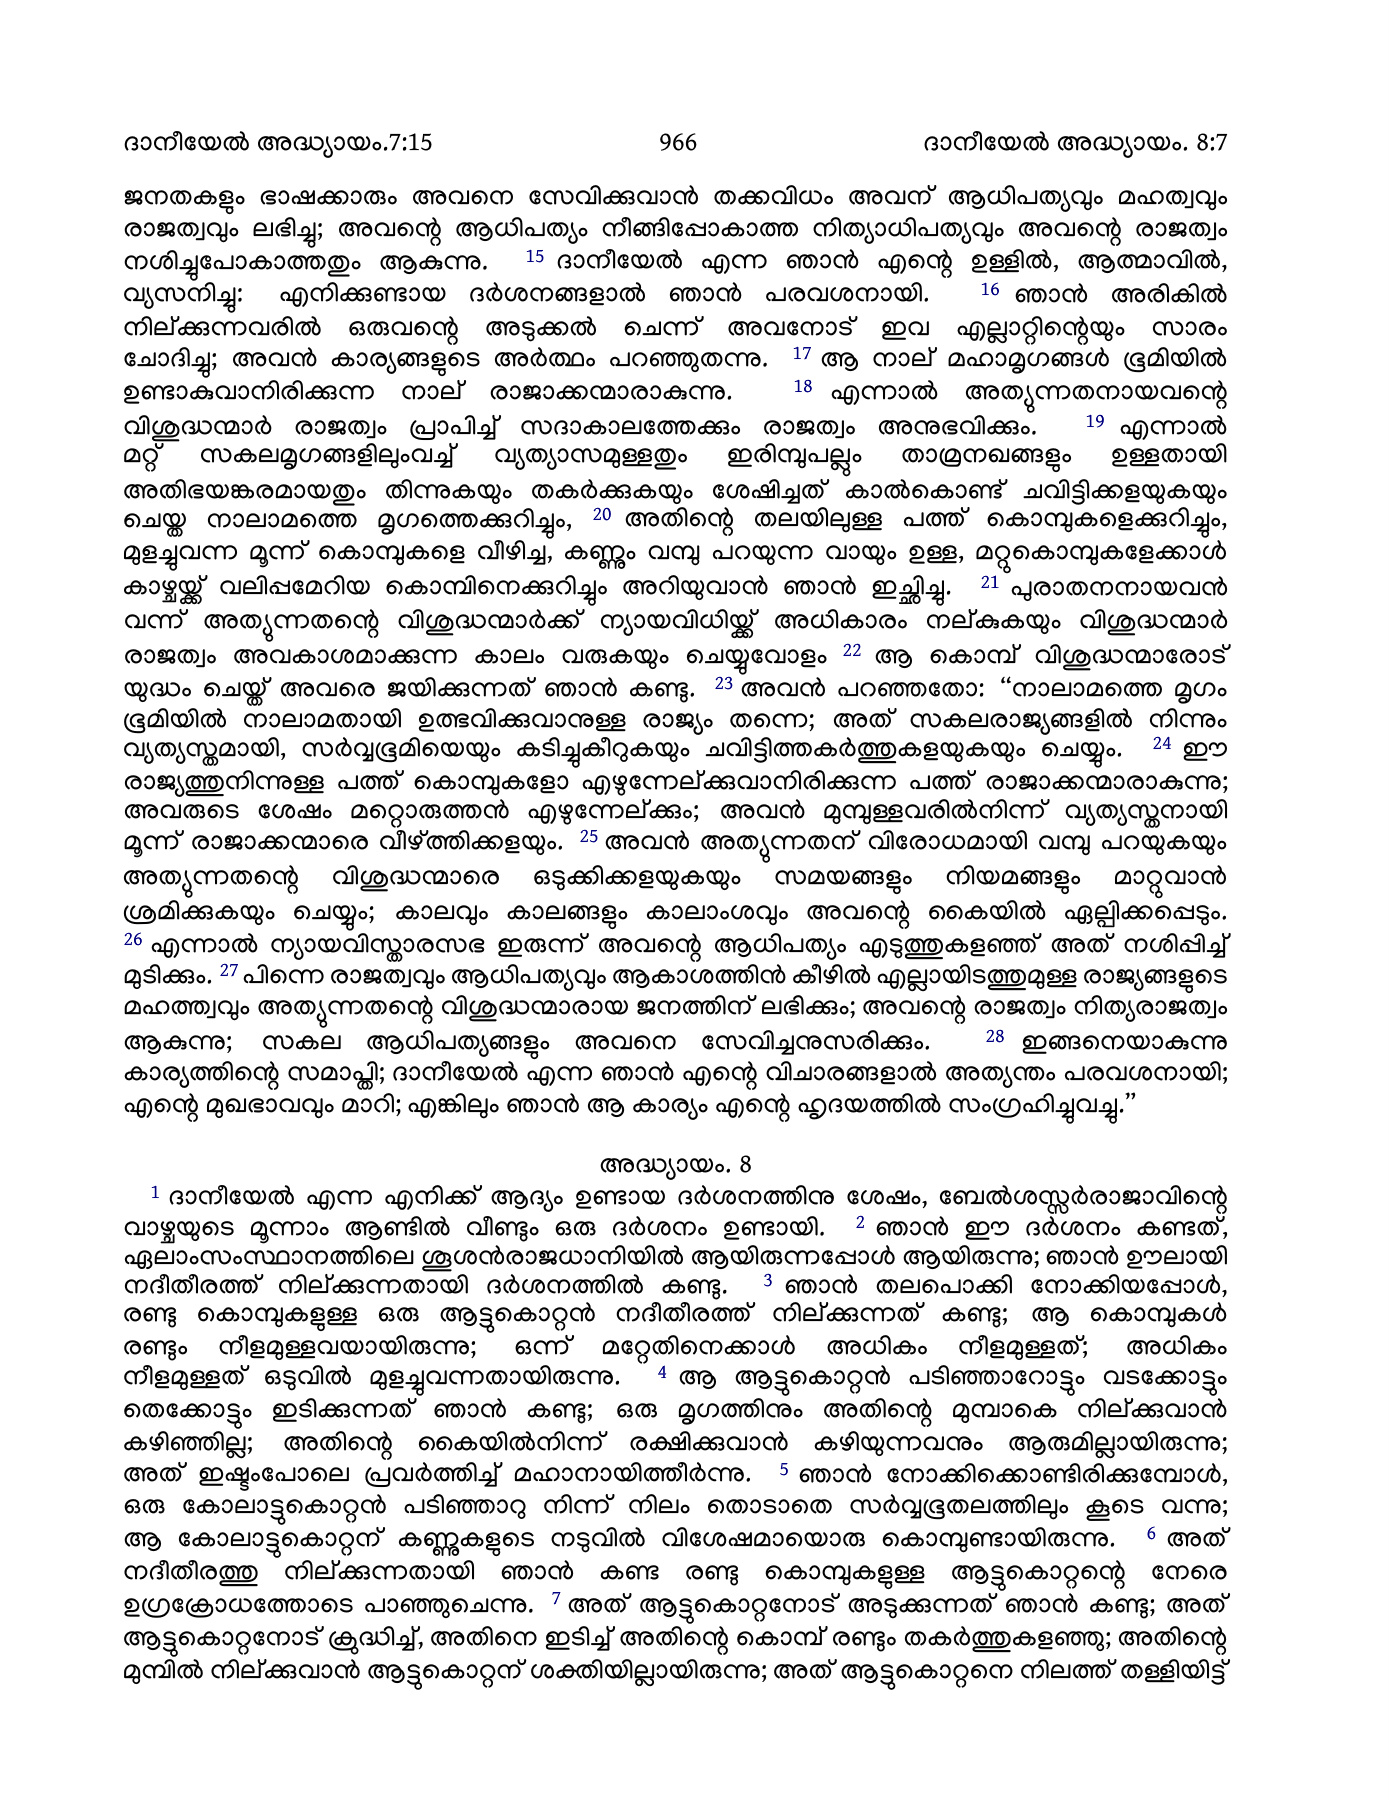 ദാനീയേൽ അദ്ധ്യായം.7:15 966 ദാനീയേൽ അദ്ധ്യായം. 8:7
ജനതകളും ഭാഷക്കാരും അവനെ സേവിക്കുവാൻ തക്കവിധം അവന് ആധിപത്യവും മഹത്വവും
രാജത്വവും ലഭിച്ചു; അവന്റെ ആധിപത്യം നീങ്ങിപ്പോകാത്ത നിത്യാധിപത്യവും അവന്റെ രാജത്വം
നശിച്ചുപോകാത്തതും ആകുന്നു. 15 ദാനീയേൽ എന്ന ഞാൻ എന്റെ ഉള്ളിൽ, ആത്മാവിൽ,
വ്യസനിച്ചു: എനിക്കുണ്ടായ ദർശനങ്ങളാൽ ഞാൻ പരവശനായി. 16 ഞാൻ അരികിൽ
നില്ക്കുന്നവരിൽ ഒരുവന്റെ അടുക്കൽ ചെന്ന് അവനോട് ഇവ എല്ലാറ്റിന്റെയും സാരം
ചോദിച്ചു; അവൻ കാര്യങ്ങളുടെ അർത്ഥം പറഞ്ഞുതന്നു. 17 ആ നാല് മഹാമൃഗങ്ങൾ ഭൂമിയിൽ
ഉണ്ടാകുവാനിരിക്കുന്ന നാല് രാജാക്കന്മാരാകുന്നു. 18 എന്നാൽ അത്യുന്നതനായവന്റെ
വിശുദ്ധന്മാർ രാജത്വം പ്രാപിച്ച് സദാകാലത്തേക്കും രാജത്വം അനുഭവിക്കും. 19 എന്നാൽ
മറ്റ് സകലമൃഗങ്ങളിലുംവച്ച് വ്യത്യാസമുള്ളതും ഇരിമ്പുപല്ലും താമ്രനഖങ്ങളും ഉള്ളതായി
അതിഭയങ്കരമായതും തിന്നുകയും തകർക്കുകയും ശേഷിച്ചത് കാൽകൊണ്ട് ചവിട്ടിക്കളയുകയും
ചെയ്ത നാലാമത്തെ മൃഗത്തെക്കുറിച്ചും, 20 അതിന്റെ തലയിലുള്ള പത്ത് കൊമ്പുകളെക്കുറിച്ചും,
മുളച്ചുവന്ന മൂന്ന് കൊമ്പുകളെ വീഴിച്ച, കണ്ണും വമ്പു പറയുന്ന വായും ഉള്ള, മറ്റുകൊമ്പുകളേക്കാൾ
കാഴ്ചയ്ക്ക് വലിപ്പമേറിയ കൊമ്പിനെക്കുറിച്ചും അറിയുവാൻ ഞാൻ ഇച്ഛിച്ചു. 21 പുരാതനനായവൻ
വന്ന് അത്യുന്നതന്റെ വിശുദ്ധന്മാർക്ക് ന്യായവിധിയ്ക്ക് അധികാരം നല്കുകയും വിശുദ്ധന്മാർ
രാജത്വം അവകാശമാക്കുന്ന കാലം വരുകയും ചെയ്യുവോളം 22 ആ കൊമ്പ് വിശുദ്ധന്മാരോട്
യുദ്ധം ചെയ്ത് അവരെ ജയിക്കുന്നത് ഞാൻ കണ്ടു. 23 അവൻ പറഞ്ഞതോ: “നാലാമത്തെ മൃഗം
ഭൂമിയിൽ നാലാമതായി ഉത്ഭവിക്കുവാനുള്ള രാജ്യം തന്നെ; അത് സകലരാജ്യങ്ങളിൽ നിന്നും
വ്യത്യസ്തമായി, സർവ്വഭൂമിയെയും കടിച്ചുകീറുകയും ചവിട്ടിത്തകർത്തുകളയുകയും ചെയ്യും. 24 ഈ
രാജ്യത്തുനിന്നുള്ള പത്ത് കൊമ്പുകളോ എഴുന്നേല്ക്കുവാനിരിക്കുന്ന പത്ത് രാജാക്കന്മാരാകുന്നു;
അവരുടെ ശേഷം മറ്റൊരുത്തൻ എഴുന്നേല്ക്കും; അവൻ മുമ്പുള്ളവരിൽനിന്ന് വ്യത്യസ്തനായി
മൂന്ന് രാജാക്കന്മാരെ വീഴ്ത്തിക്കളയും. 25 അവൻ അത്യുന്നതന് വിരോധമായി വമ്പു പറയുകയും
അത്യുന്നതന്റെ വിശുദ്ധന്മാരെ ഒടുക്കിക്കളയുകയും സമയങ്ങളും നിയമങ്ങളും മാറ്റുവാൻ
ശ്രമിക്കുകയും ചെയ്യും; കാലവും കാലങ്ങളും കാലാംശവും അവന്റെ കൈയിൽ ഏല്പിക്കപ്പെടും.
26 എന്നാൽ ന്യായവിസ്താരസഭ ഇരുന്ന് അവന്റെ ആധിപത്യം എടുത്തുകളഞ്ഞ് അത് നശിപ്പിച്ച്
മുടിക്കും. 27 പിന്നെ രാജത്വവും ആധിപത്യവും ആകാശത്തിൻ കീഴിൽ എല്ലായിടത്തുമുള്ള രാജ്യങ്ങളുടെ
മഹത്ത്വവും അത്യുന്നതന്റെ വിശുദ്ധന്മാരായ ജനത്തിന് ലഭിക്കും; അവന്റെ രാജത്വം നിത്യരാജത്വം
ആകുന്നു; സകല ആധിപത്യങ്ങളും അവനെ സേവിച്ചനുസരിക്കും. 28 ഇങ്ങനെയാകുന്നു
കാര്യത്തിന്റെ സമാപ്തി; ദാനീയേൽ എന്ന ഞാൻ എന്റെ വിചാരങ്ങളാൽ അത്യന്തം പരവശനായി;
എന്റെ മുഖഭാവവും മാറി; എങ്കിലും ഞാൻ ആ കാര്യം എന്റെ ഹൃദയത്തിൽ സംഗ്രഹിച്ചുവച്ചു.”
അദ്ധ്യായം. 8
1 ദാനീയേൽ എന്ന എനിക്ക് ആദ്യം ഉണ്ടായ ദർശനത്തിനു ശേഷം, ബേൽശസ്സർരാജാവിന്റെ
വാഴ്ചയുടെ മൂന്നാം ആണ്ടിൽ വീണ്ടും ഒരു ദർശനം ഉണ്ടായി. 2 ഞാൻ ഈ ദർശനം കണ്ടത്,
ഏലാംസംസ്ഥാനത്തിലെ ശൂശൻരാജധാനിയിൽ ആയിരുന്നപ്പോൾ ആയിരുന്നു; ഞാൻ ഊലായി
നദീതീരത്ത് നില്ക്കുന്നതായി ദർശനത്തിൽ കണ്ടു. 3 ഞാൻ തലപൊക്കി നോക്കിയപ്പോൾ,
രണ്ടു കൊമ്പുകളുള്ള ഒരു ആട്ടുകൊറ്റൻ നദീതീരത്ത് നില്ക്കുന്നത് കണ്ടു; ആ കൊമ്പുകൾ
രണ്ടും നീളമുള്ളവയായിരുന്നു; ഒന്ന് മറ്റേതിനെക്കാൾ അധികം നീളമുള്ളത്; അധികം
നീളമുള്ളത് ഒടുവിൽ മുളച്ചുവന്നതായിരുന്നു. 4 ആ ആട്ടുകൊറ്റൻ പടിഞ്ഞാറോട്ടും വടക്കോട്ടും
തെക്കോട്ടും ഇടിക്കുന്നത് ഞാൻ കണ്ടു; ഒരു മൃഗത്തിനും അതിന്റെ മുമ്പാകെ നില്ക്കുവാൻ
കഴിഞ്ഞില്ല; അതിന്റെ കൈയിൽനിന്ന് രക്ഷിക്കുവാൻ കഴിയുന്നവനും ആരുമില്ലായിരുന്നു;
അത് ഇഷ്ടംപോലെ പ്രവർത്തിച്ച് മഹാനായിത്തീർന്നു. 5 ഞാൻ നോക്കിക്കൊണ്ടിരിക്കുമ്പോൾ,
ഒരു കോലാട്ടുകൊറ്റൻ പടിഞ്ഞാറു നിന്ന് നിലം തൊടാതെ സർവ്വഭൂതലത്തിലും കൂടെ വന്നു;
ആ കോലാട്ടുകൊറ്റന് കണ്ണുകളുടെ നടുവിൽ വിശേഷമായൊരു കൊമ്പുണ്ടായിരുന്നു. 6 അത്
നദീതീരത്തു നില്ക്കുന്നതായി ഞാൻ കണ്ട രണ്ടു കൊമ്പുകളുള്ള ആട്ടുകൊറ്റന്റെ നേരെ
ഉഗ്രക്രോധത്തോടെ പാഞ്ഞുചെന്നു. 7 അത് ആട്ടുകൊറ്റനോട് അടുക്കുന്നത് ഞാൻ കണ്ടു; അത്
ആട്ടുകൊറ്റനോട് ക്രുദ്ധിച്ച്, അതിനെ ഇടിച്ച് അതിന്റെ കൊമ്പ് രണ്ടും തകർത്തുകളഞ്ഞു; അതിന്റെ
മുമ്പിൽ നില്ക്കുവാൻ ആട്ടുകൊറ്റന് ശക്തിയില്ലായിരുന്നു; അത് ആട്ടുകൊറ്റനെ നിലത്ത് തള്ളിയിട്ട്